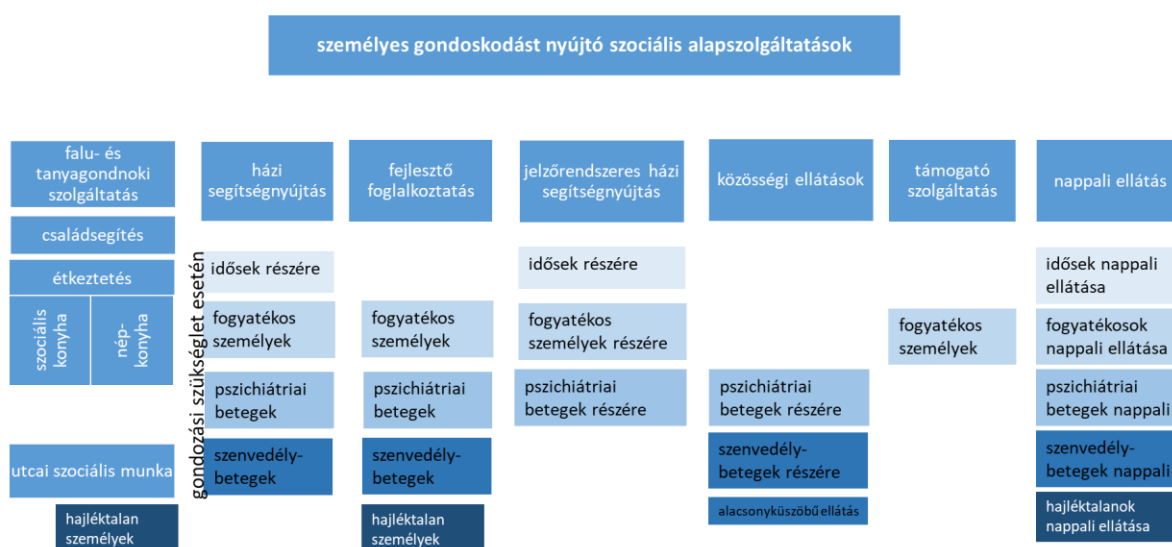 személyes gondoskodást nyújtó szociális alapszolgáltatások
falu- és
tanyagondnoki
szolgáltatás
családsegítés
étkeztetés
szociális
konyha
nép-
konyha
utcai szociális munka
hajléktalan
személyek
gondozási szükséglet esetén
házi
segítségnyújtás
idősek részére
fogyatékos
személyek
pszichiátriai
betegek
szenvedély-
betegek
fejlesztő
foglalkoztatás
fogyatékos
személyek
pszichiátriai
betegek
szenvedély-
betegek
hajléktalan
személyek
jelzőrendszeres házi
segítségnyújtás
idősek részére
fogyatékos
személyek részére
pszichiátriai
betegek részére
közösségi ellátások
pszichiátriai
betegek részére
szenvedély-
betegek részére
alacsonyküszöbű ellátás
támogató
szolgáltatás
fogyatékos
személyek
nappali ellátás
idősek nappali
ellátása
fogyatékosok
nappali ellátása
pszichiátriai
betegek nappali
szenvedély-
betegek nappali
hajléktalanok
nappali ellátása